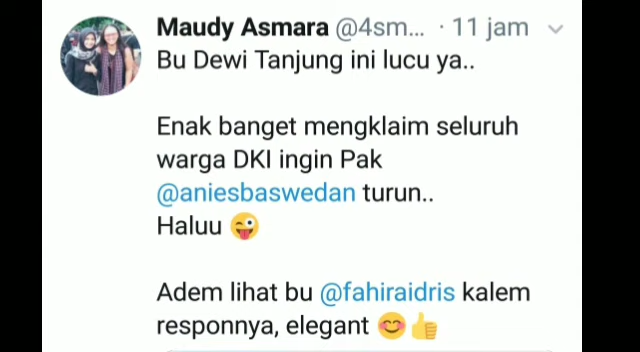 Maudy Asmara @4sm... · 11 jam
Bu Dewi Tanjung ini lucu ya..
Enak banget mengklaim seluruh
warga DKI ingin Pak
@aniesbaswedan turun..
Haluu 😜
Adem lihat bu @fahiraidris kalem
responnya, elegant 😊👍